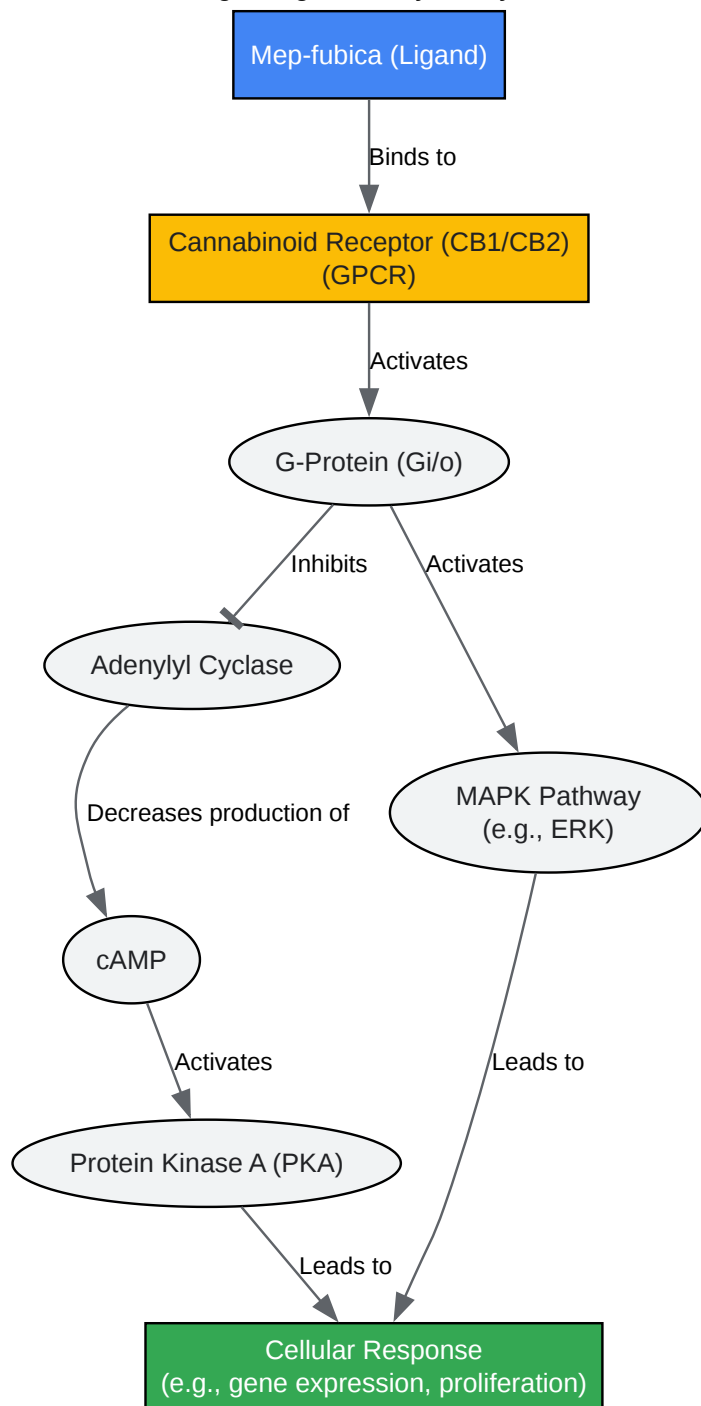 Mep-fubica (Ligand)
Binds to
Cannabinoid Receptor (CB1/CB2)
(GPCR)
Activates
G-Protein (Gi/o)
Inhibits
Activates
Adenylyl Cyclase
MAPK Pathway
(e.g., ERK)
Decreases production of
cAMP
Activates
Leads to
Protein Kinase A (PKA)
Leads to
Cellular Response
(e.g., gene expression, proliferation)